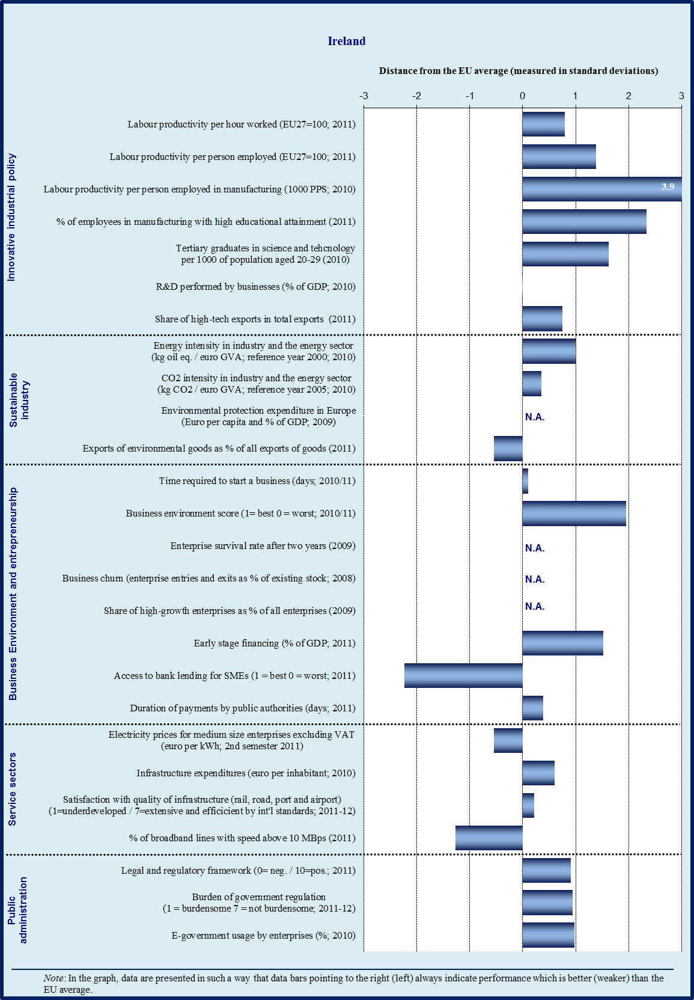 Ireland
Distance from the EU average (measured in standard deviations)
-3 -2 -1 0 1 2 3
Innovative industrial policy
Labour productivity per hour worked (EU27=100; 2011)
Labour productivity per person employed (EU27=100; 2011)
Labour productivity per person employed in manufacturing (1000 PPS; 2010)
3.9
% of employees in manufacturing with high educational attainment (2011)
Tertiary graduates in science and tehcnology
per 1000 of population aged 20-29 (2010)
R&D performed by businesses (% of GDP; 2010)
Share of high-tech exports in total exports (2011)
Sustainable
industry
Energy intensity in industry and the energy sector
(kg oil eq. / euro GVA; reference year 2000; 2010)
CO2 intensity in industry and the energy sector
(kg CO2 / euro GVA; reference year 2005; 2010)
Environmental protection expenditure in Europe
(Euro per capita and % of GDP; 2009)
N.A.
Exports of environmental goods as % of all exports of goods (2011)
Business Environment and entrepreneurship
Time required to start a business (days; 2010/11)
Business environment score (1= best 0 = worst; 2010/11)
Enterprise survival rate after two years (2009)
N.A.
Business churn (enterprise entries and exits as % of existing stock; 2008)
N.A.
Share of high-growth enterprises as % of all enterprises (2009)
N.A.
Early stage financing (% of GDP; 2011)
Access to bank lending for SMEs (1 = best 0 = worst; 2011)
Duration of payments by public authorities (days; 2011)
Service sectors
Electricity prices for medium size enterprises excluding VAT
(euro per kWh; 2nd semester 2011)
Infrastructure expenditures (euro per inhabitant; 2010)
Satisfaction with quality of infrastructure (rail, road, port and airport)
(1=underdeveloped / 7=extensive and efficicient by int'l standards; 2011-12)
% of broadband lines with speed above 10 MBps (2011)
Public
administration
Legal and regulatory framework (0= neg. / 10=pos.; 2011)
Burden of government regulation
(1 = burdensome 7 = not burdensome; 2011-12)
E-government usage by enterprises (%; 2010)
Note: In the graph, data are presented in such a way that data bars pointing to the right (left) always indicate performance which is better (weaker) than the
EU average.